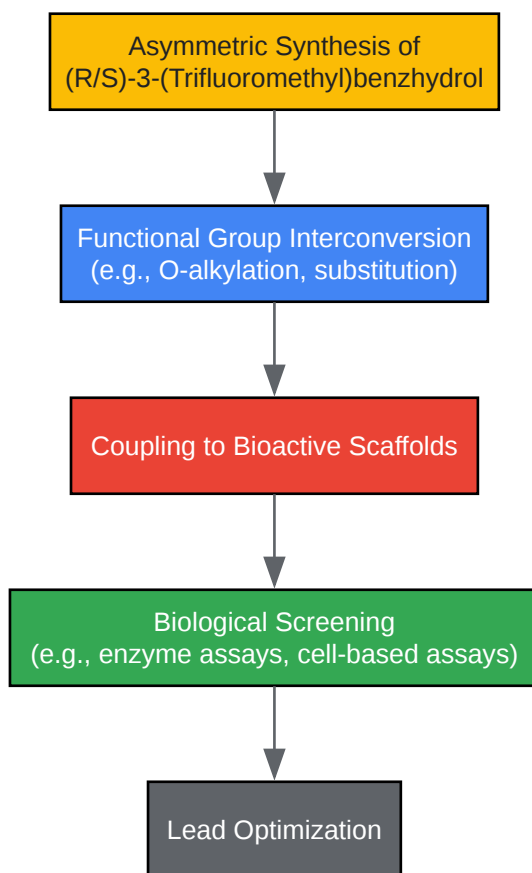 Asymmetric Synthesis of
(R/S)-3-(Trifluoromethyl)benzhydrol
Functional Group Interconversion
(e.g., O-alkylation, substitution)
Coupling to Bioactive Scaffolds
Biological Screening
(e.g., enzyme assays, cell-based assays)
Lead Optimization